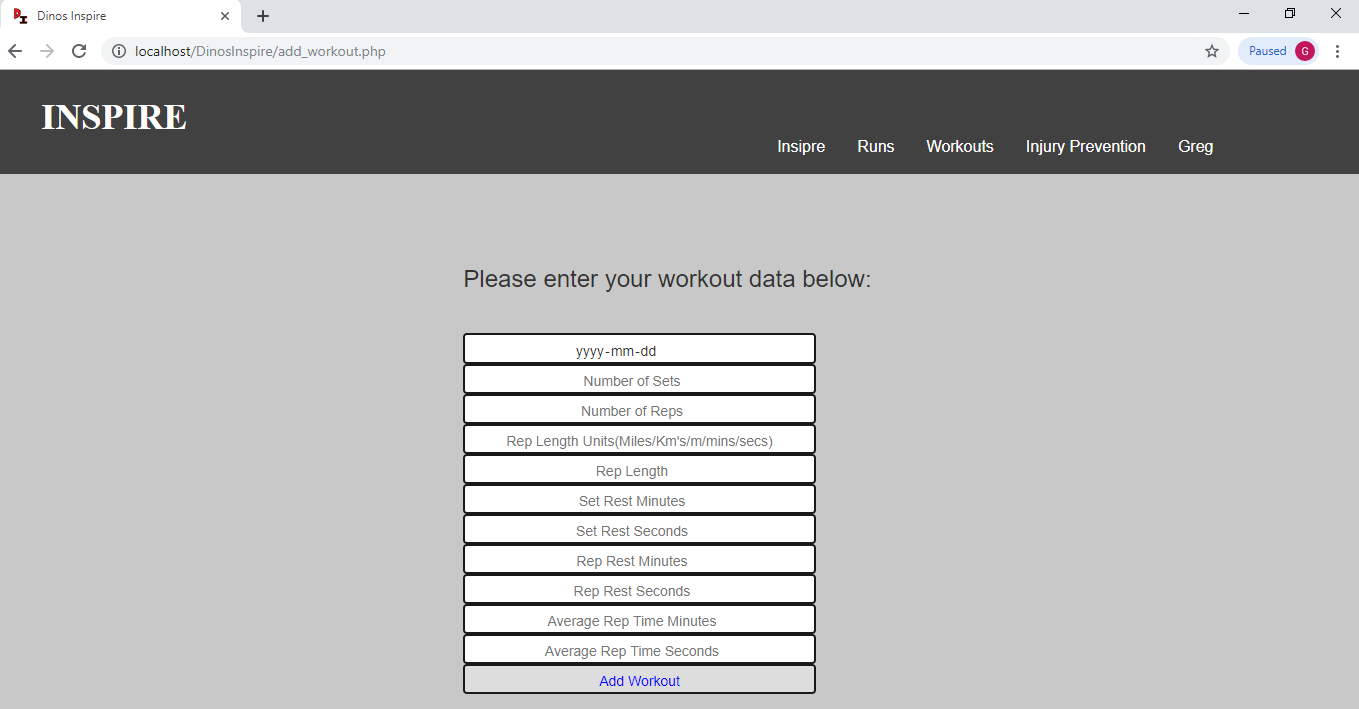 Dinos Inspire
localhost/DinosInspire/add_workout.php
Paused G
INSPIRE
Insipre Runs Workouts Injury Prevention Greg
Please enter your workout data below:
yyyy-mm-dd
Number of Sets
Number of Reps
Rep Length Units(Miles/Km's/m/mins/secs)
Rep Length
Set Rest Minutes
Set Rest Seconds
Rep Rest Minutes
Rep Rest Seconds
Average Rep Time Minutes
Average Rep Time Seconds
Add Workout